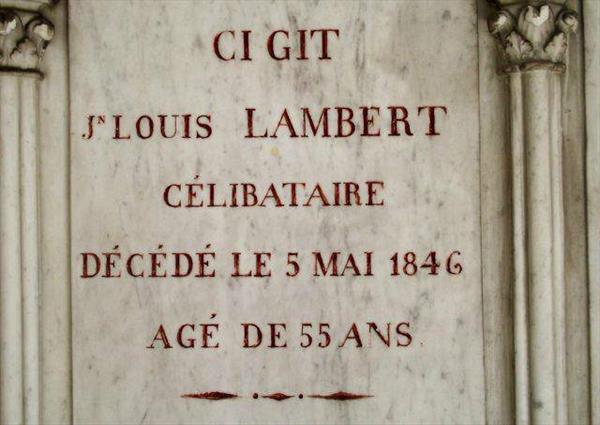 CI GIT
Jn LOUIS LAMBERT
CÉLIBATAIRE
DÉCÉDÉ LE 5 MAI 1846
AGÉ DE 55 ANS